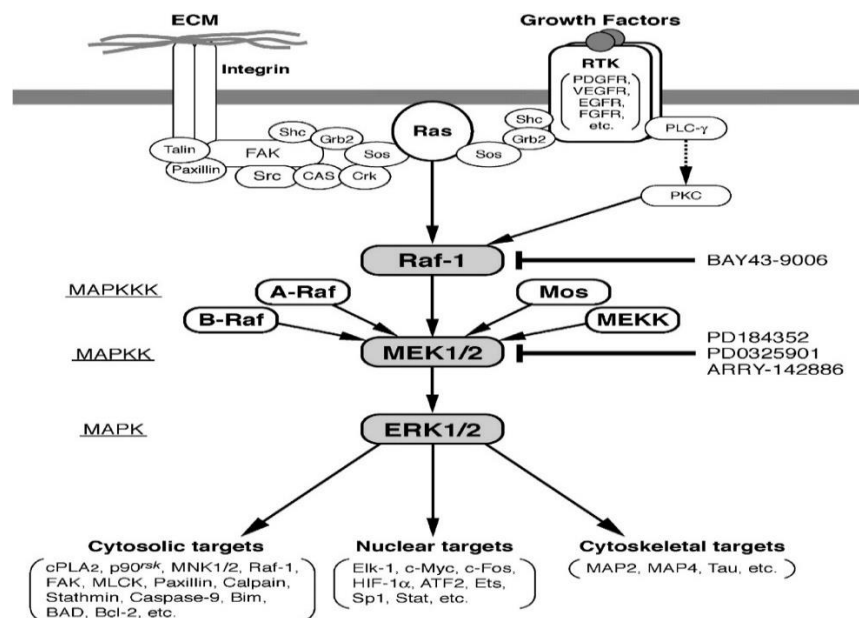 ECM
Growth Factors
Integrin
RTK
PDGFR,
VEGFR,
EGFR,
FGFR,
etc.
Talin
Paxillin
FAK
Shc
Grb2
Sos
Src
CAS
Crk
Ras
Sos
Shc
Grb2
PLC-γ
PKC
Raf-1
BAY43-9006
MAPKKK
A-Raf
Mos
B-Raf
MEKK
MAPKK
MEK1/2
PD184352
PD0325901
ARRY-142886
MAPK
ERK1/2
Cytosolic targets
cPLA2, p90rsk, MNK1/2, Raf-1,
FAK, MLCK, Paxillin, Calpain,
Stathmin, Caspase-9, Bim,
BAD, Bcl-2, etc.
Nuclear targets
Elk-1, c-Myc, c-Fos,
HIF-1α, ATF2, Ets,
Sp1, Stat, etc.
Cytoskeletal targets
MAP2, MAP4, Tau, etc.